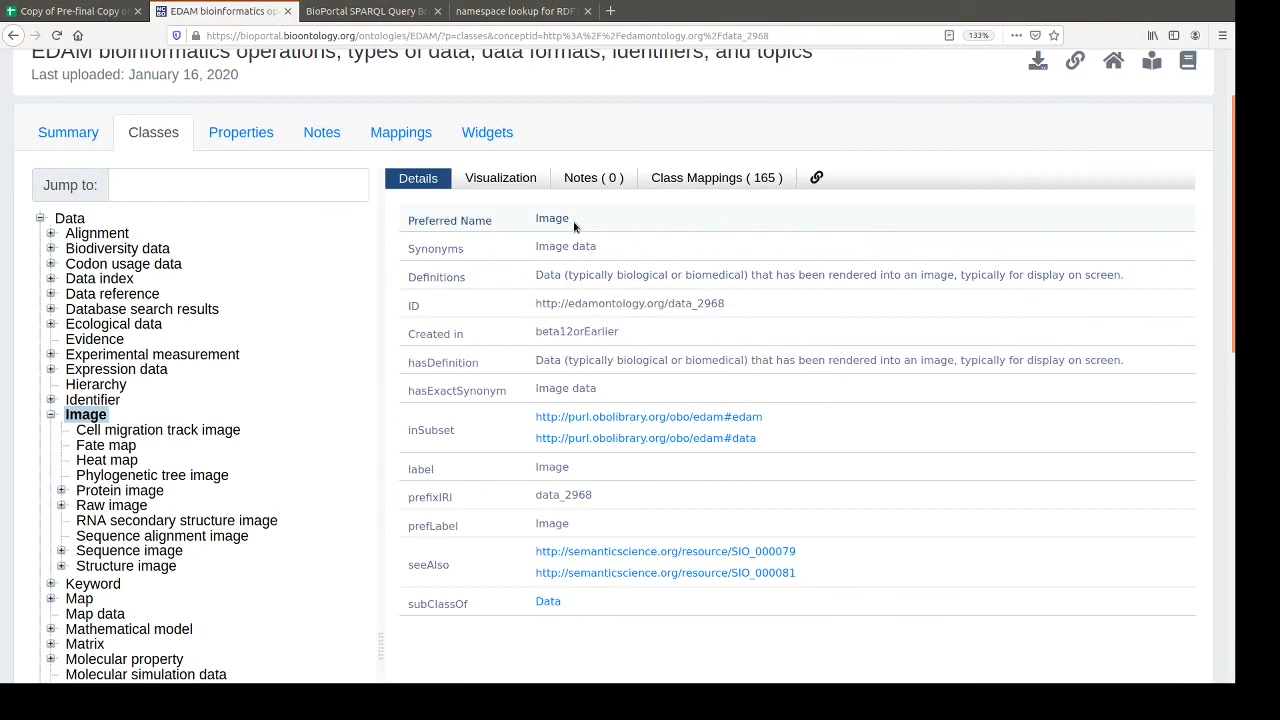 Copy of Pre-final Copy o
EDAM bioinformatics op
BioPortal SPARQL Query Br
namespace lookup for RDF
https://bioportal.bioontology.org/ontologies/EDAM/?p=classes&conceptid=http%3A%2F%2Fedamontology.org%2Fdata_2968
133%
EDAM bioinformatics operations, types of data, data formats, identifiers, and topics
Last uploaded: January 16, 2020
Summary
Classes
Properties
Notes
Mappings
Widgets
Jump to:
Details
Visualization
Notes ( 0 )
Class Mappings ( 165 )
Data
Alignment
Biodiversity data
Codon usage data
Data index
Data reference
Database search results
Ecological data
Evidence
Experimental measurement
Expression data
Hierarchy
Identifier
Image
Cell migration track image
Fate map
Heat map
Phylogenetic tree image
Protein image
Raw image
RNA secondary structure image
Sequence alignment image
Sequence image
Structure image
Keyword
Map
Map data
Mathematical model
Matrix
Molecular property
Molecular simulation data
Preferred Name Image
Synonyms Image data
Definitions Data (typically biological or biomedical) that has been rendered into an image, typically for display on screen.
ID http://edamontology.org/data_2968
Created in beta12orEarlier
hasDefinition Data (typically biological or biomedical) that has been rendered into an image, typically for display on screen.
hasExactSynonym Image data
inSubset http://purl.obolibrary.org/obo/edam#edam
http://purl.obolibrary.org/obo/edam#data
label Image
prefixIRI data_2968
prefLabel Image
seeAlso http://semanticscience.org/resource/SIO_000079
http://semanticscience.org/resource/SIO_000081
subClassOf Data